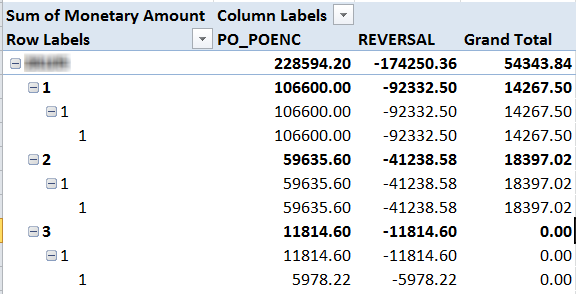 Sum of Monetary Amount Column Labels
Row Labels PO_POENC REVERSAL Grand Total
228594.20 -174250.36 54343.84
1 106600.00 -92332.50 14267.50
1 106600.00 -92332.50 14267.50
1 106600.00 -92332.50 14267.50
2 59635.60 -41238.58 18397.02
1 59635.60 -41238.58 18397.02
1 59635.60 -41238.58 18397.02
3 11814.60 -11814.60 0.00
1 11814.60 -11814.60 0.00
1 5978.22 -5978.22 0.00